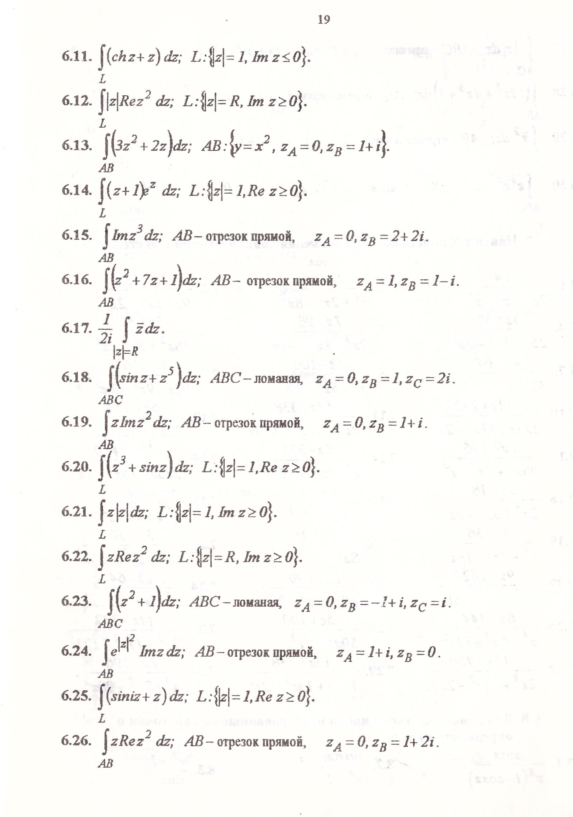 19
6.11. ∫(chz+z) dz; L:{|z|=1, Im z≤0}.
L
6.12. ∫|z|Rez² dz; L:{|z|=R, Im z≥0}.
L
6.13. ∫(3z²+2z)dz; AB:{y=x², z_A=0, z_B=1+i}.
AB
6.14. ∫(z+1)e^z dz; L:{|z|=1, Re z≥0}.
L
6.15. ∫Imz³dz; AB– отрезок прямой, z_A=0, z_B=2+2i.
AB
6.16. ∫(z²+7z+1)dz; AB– отрезок прямой, z_A=1, z_B=1–i.
AB
6.17. 1/2i ∫ z̄ dz.
|z|=R
6.18. ∫(sinz+z⁵)dz; ABC–ломаная, z_A=0, z_B=1, z_C=2i.
ABC
6.19. ∫zImz²dz; AB–отрезок прямой, z_A=0, z_B=1+i.
AB
6.20. ∫(z³+sinz)dz; L:{|z|=1, Re z≥0}.
L
6.21. ∫z|z|dz; L:{|z|=1, Im z≥0}.
L
6.22. ∫zRez² dz; L:{|z|=R, Im z≥0}.
L
6.23. ∫(z²+1)dz; ABC–ломаная, z_A=0, z_B=–1+i, z_C=i.
ABC
6.24. ∫e^|z|² Imz dz; AB–отрезок прямой, z_A=1+i, z_B=0.
AB
6.25. ∫(siniz+z)dz; L:{|z|=1, Re z≥0}.
L
6.26. ∫zRez² dz; AB–отрезок прямой, z_A=0, z_B=1+2i.
AB